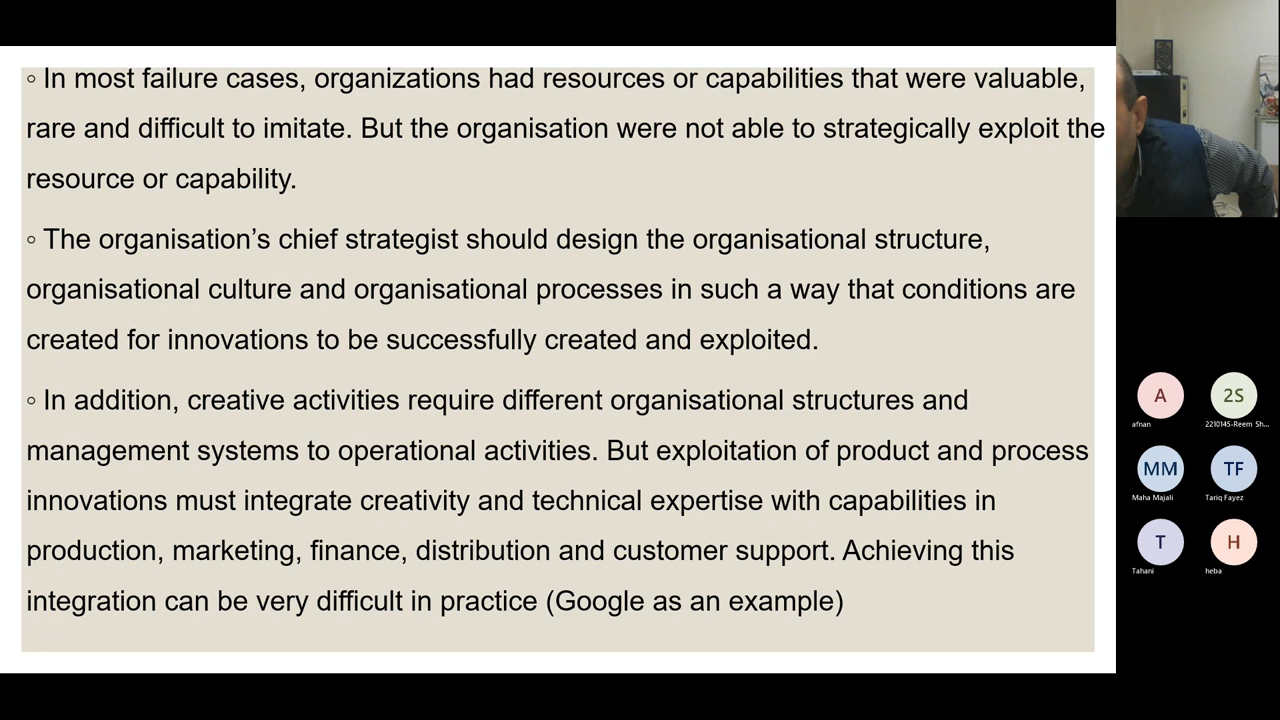 ◦ In most failure cases, organizations had resources or capabilities that were valuable,
rare and difficult to imitate. But the organisation were not able to strategically exploit the
resource or capability.
◦ The organisation’s chief strategist should design the organisational structure,
organisational culture and organisational processes in such a way that conditions are
created for innovations to be successfully created and exploited.
◦ In addition, creative activities require different organisational structures and
management systems to operational activities. But exploitation of product and process
innovations must integrate creativity and technical expertise with capabilities in
production, marketing, finance, distribution and customer support. Achieving this
integration can be very difficult in practice (Google as an example)
A
afnan
2S
2210145-Reem Sh...
MM
Maha Majali
TF
Tariq Fayez
T
Tahani
H
heba